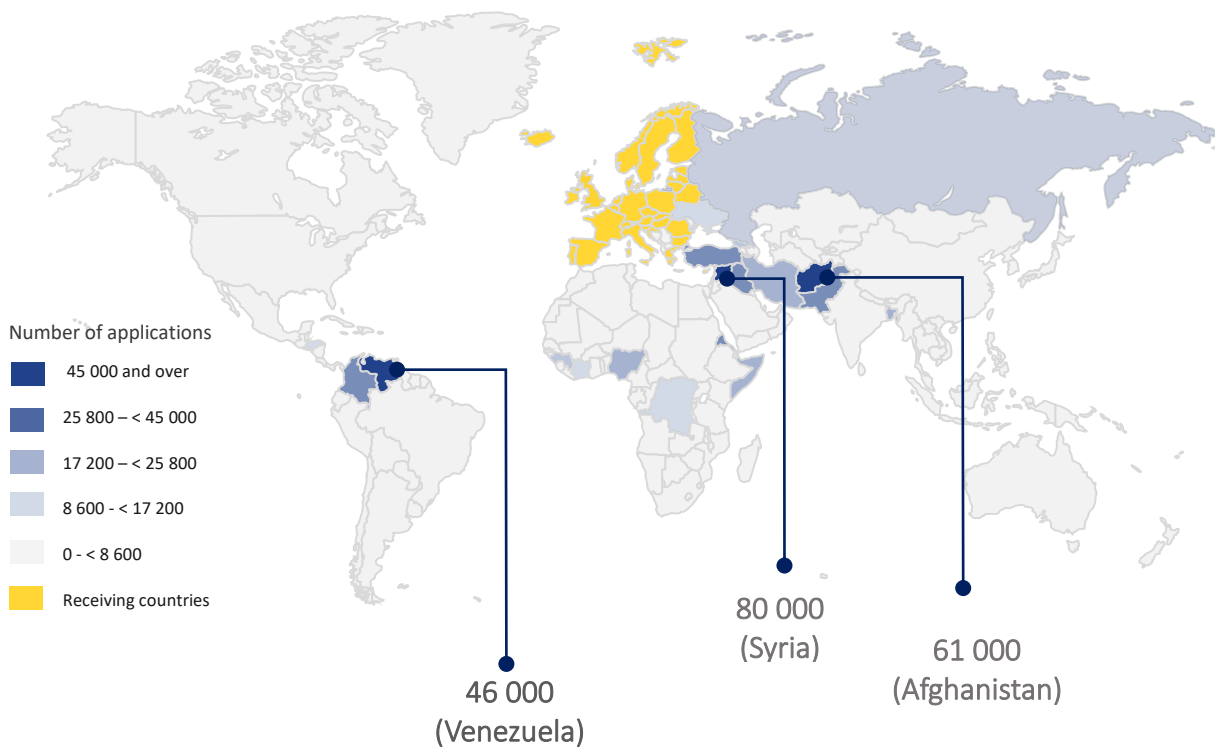 Number of applications
45 000 and over
25 800 – < 45 000
17 200 – < 25 800
8 600 - < 17 200
0 - < 8 600
Receiving countries
80 000
(Syria)
61 000
(Afghanistan)
46 000
(Venezuela)